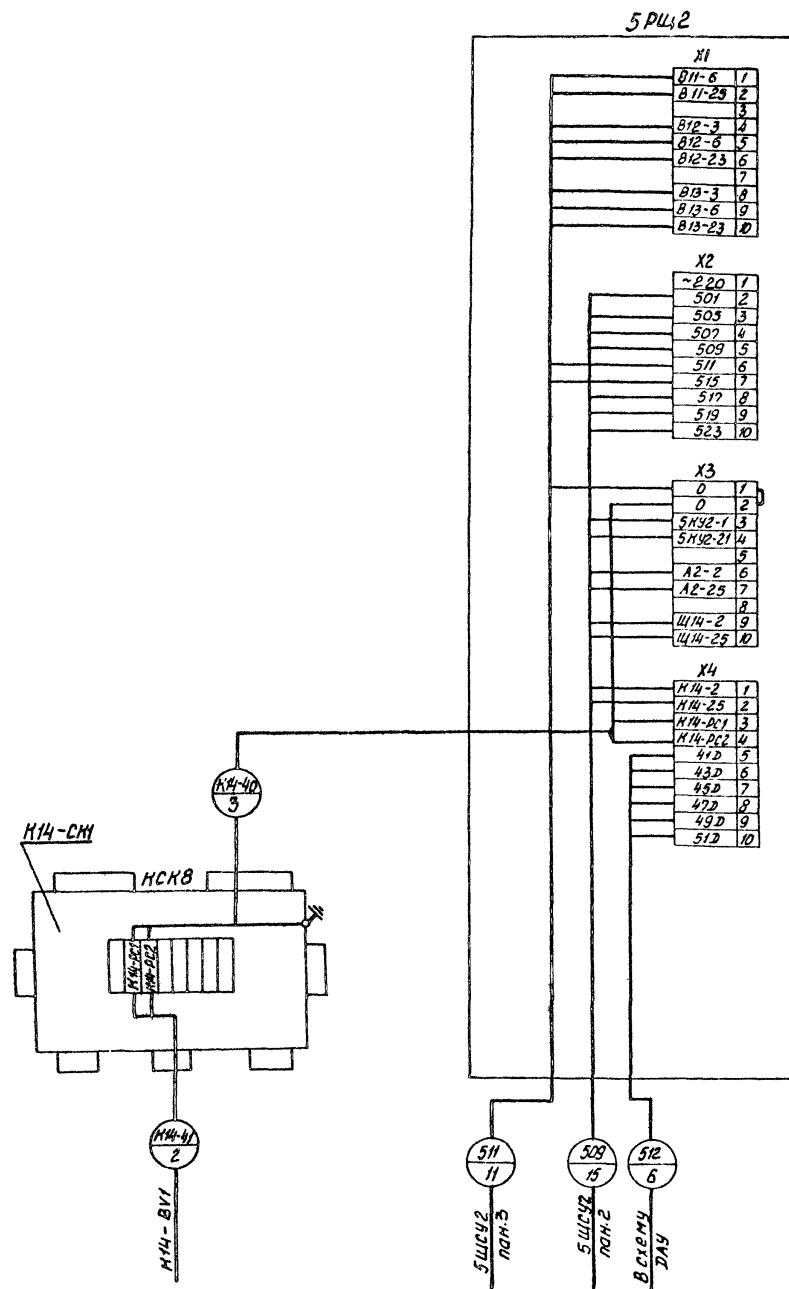 5РЩ2
X1
В11-6 1
В11-23 2
3
В12-3 4
В12-6 5
В12-23 6
7
В13-3 8
В13-6 9
В13-23 10
X2
~220 1
501 2
503 3
507 4
509 5
511 6
515 7
517 8
519 9
523 10
X3
0 1
0 2
5КУ2-1 3
5КУ2-21 4
5
А2-2 6
А2-25 7
8
Щ14-2 9
Щ14-25 10
X4
К14-2 1
К14-25 2
К14-РС1 3
К14-РС2 4
41D 5
43D 6
45D 7
47D 8
49D 9
51D 10
К14-40
3
К14-СК1
КСК8
К14-РС1
К14-РС2
К14-41
2
К14-BV1
511
11
5ЩСУ2
пан.3
509
15
5ЩСУ2
пан.2
512
6
В схему
ДАУ